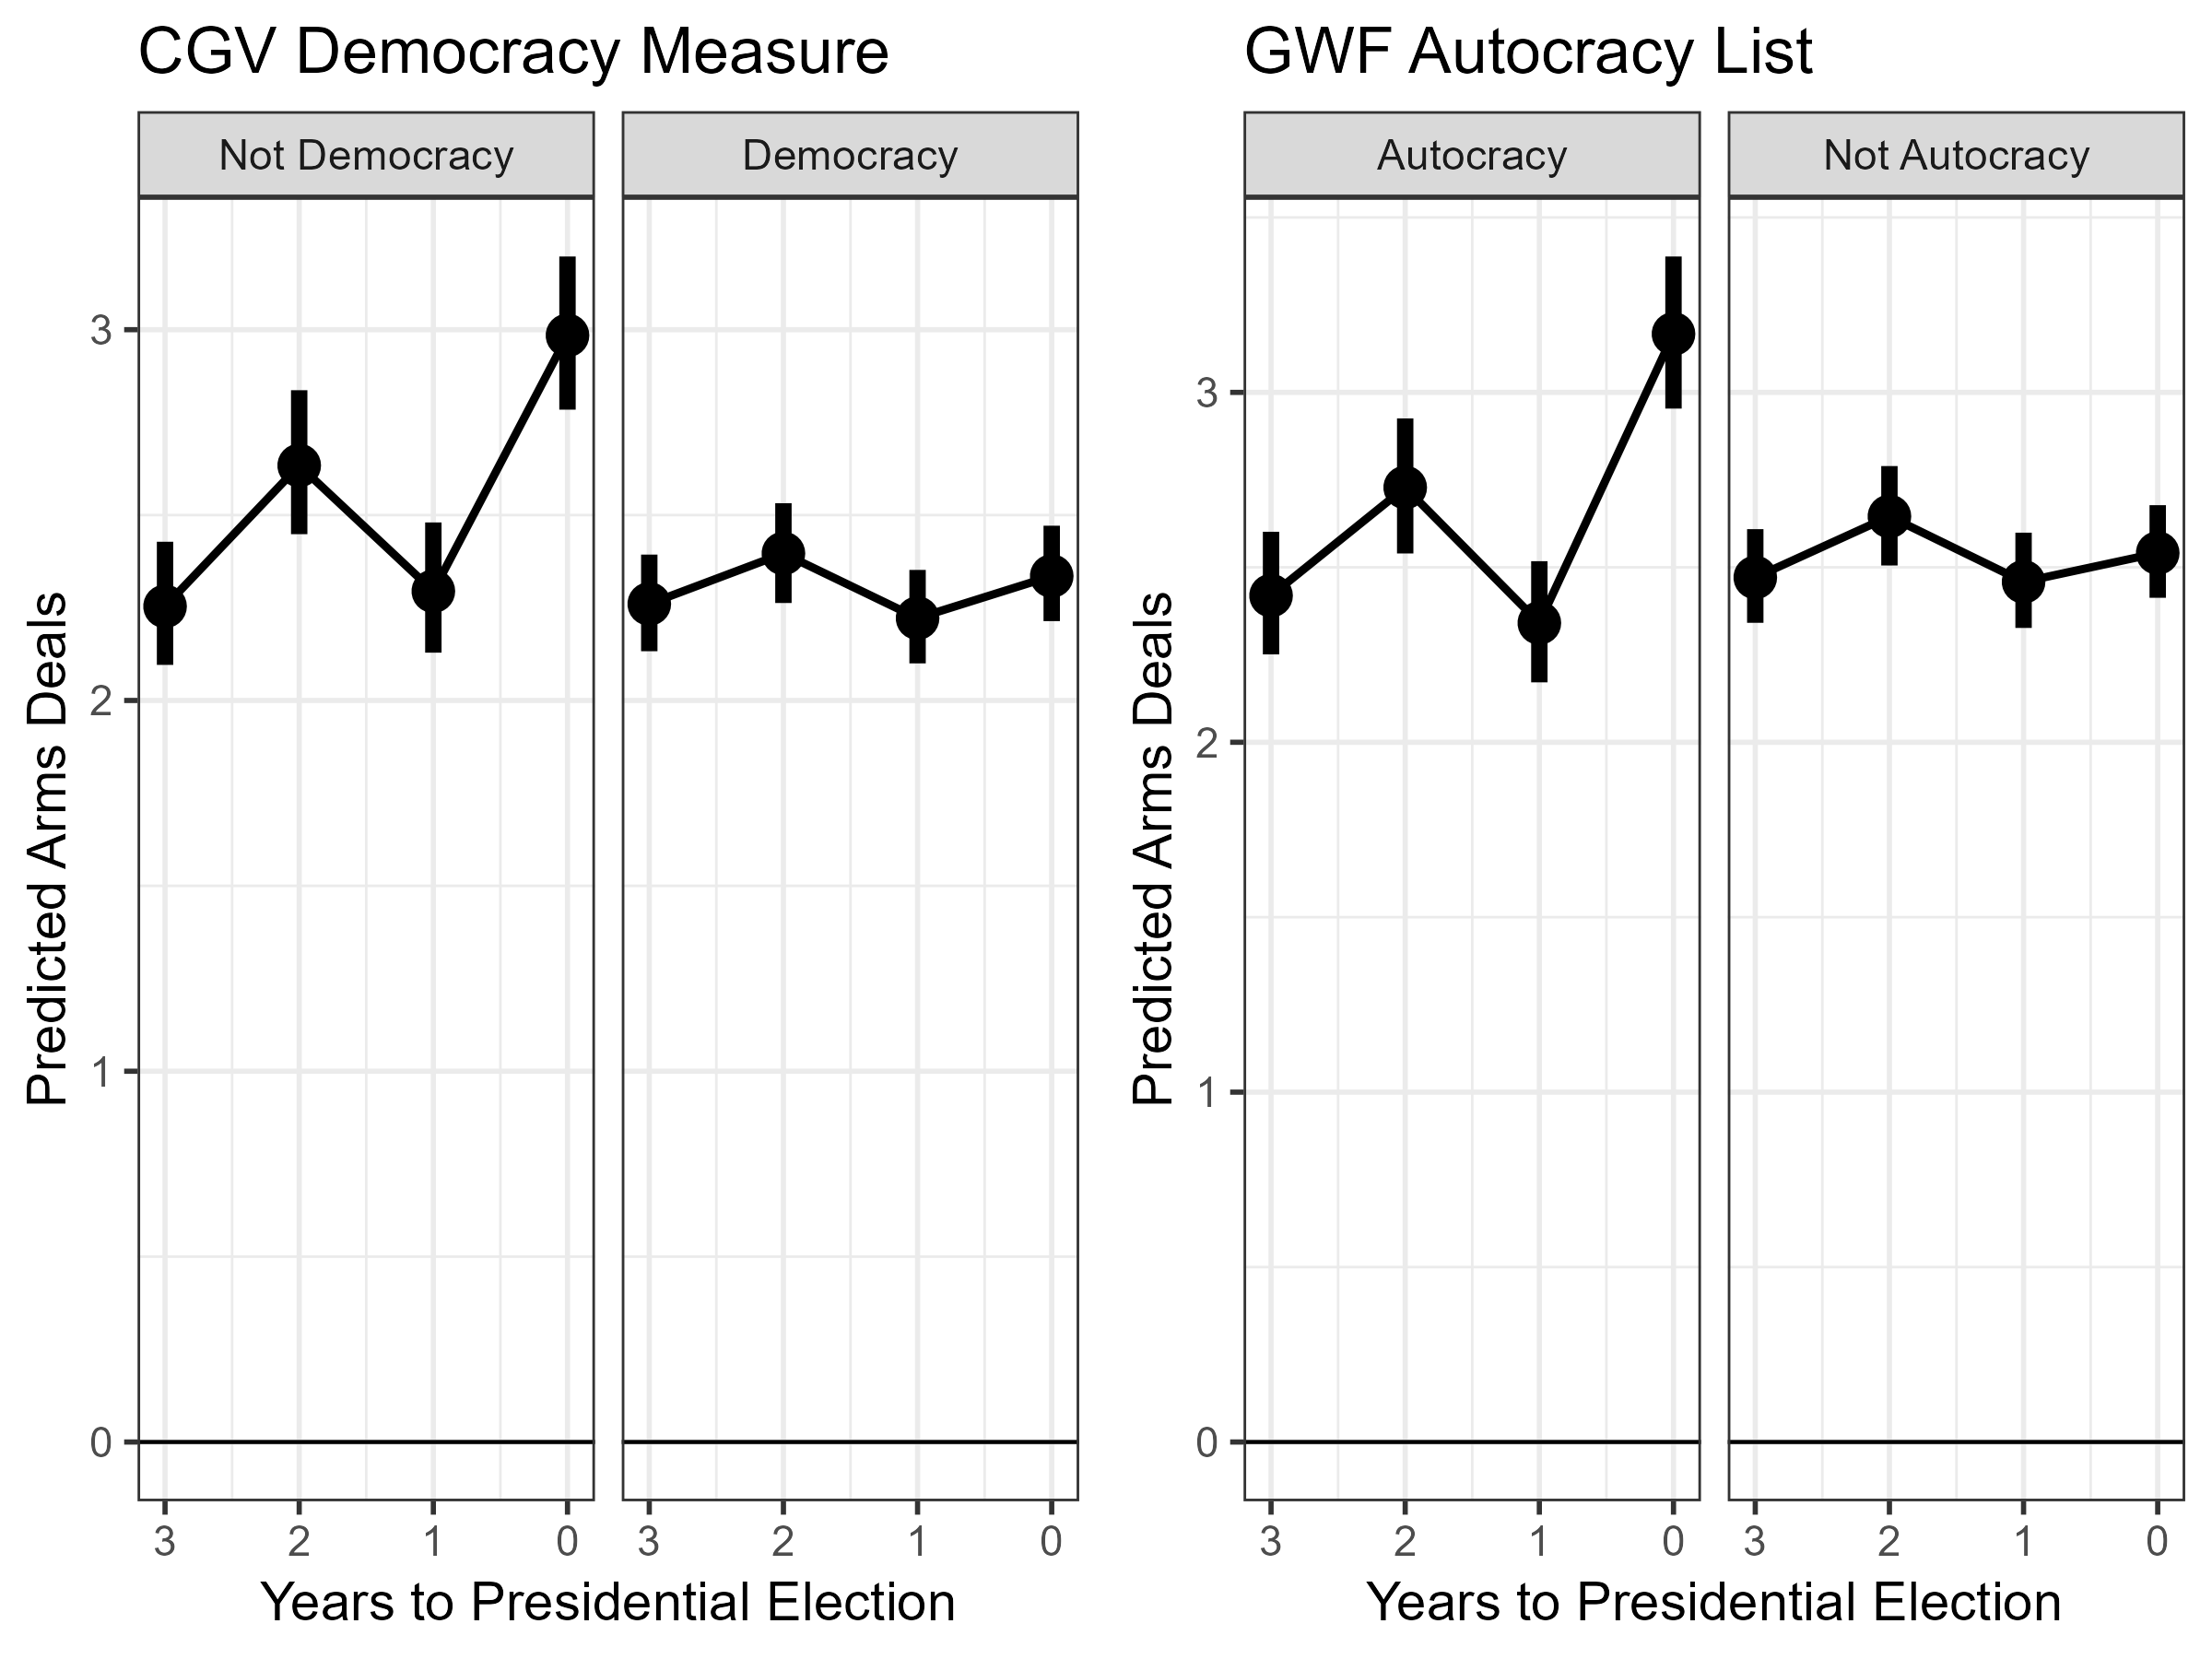 CGV Democracy Measure
Not Democracy
Democracy
Predicted Arms Deals
3
2
1
0
3 2 1 0
3 2 1 0
Years to Presidential Election
GWF Autocracy List
Autocracy
Not Autocracy
Predicted Arms Deals
3
2
1
0
3 2 1 0
3 2 1 0
Years to Presidential Election